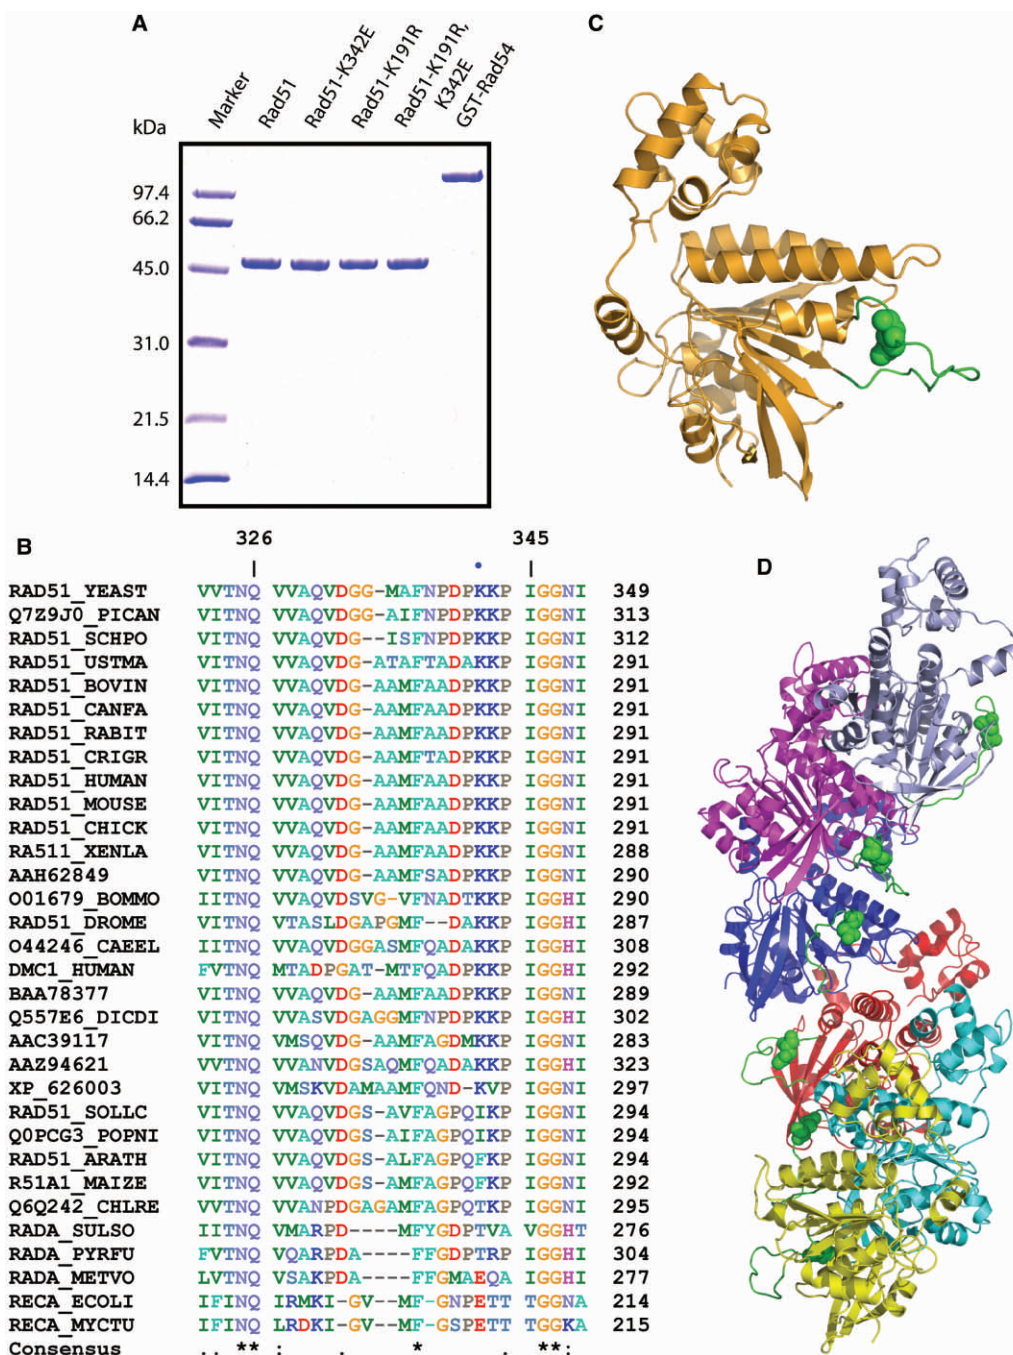 A
Marker
Rad51
Rad51-K342E
Rad51-K191R
Rad51-K191R,
K342E
GST-Rad54
kDa
97.4
66.2
45.0
31.0
21.5
14.4
C
B
326 345
RAD51_YEAST VVTNQ VVAQVDGG-MAFNPDPKKP IGGNI 349
Q7Z9J0_PICAN VITNQ VVAQVDGG-AIFNPDPKKP IGGNI 313
RAD51_SCHPO VITNQ VVAQVDG--ISFNPDPKKP IGGNI 312
RAD51_USTMA VITNQ VVAQVDG-ATAFTADAKKP IGGNI 291
RAD51_BOVIN VITNQ VVAQVDG-AAMFAADPKKP IGGNI 291
RAD51_CANFA VITNQ VVAQVDG-AAMFAADPKKP IGGNI 291
RAD51_RABIT VITNQ VVAQVDG-AAMFAADPKKP IGGNI 291
RAD51_CRIGR VITNQ VVAQVDG-AAMFTADPKKP IGGNI 291
RAD51_HUMAN VITNQ VVAQVDG-AAMFAADPKKP IGGNI 291
RAD51_MOUSE VITNQ VVAQVDG-AAMFAADPKKP IGGNI 291
RAD51_CHICK VITNQ VVAQVDG-AAMFAADPKKP IGGNI 291
RA511_XENLA VITNQ VVAQVDG-AAMFAADPKKP IGGNI 288
AAH62849 VITNQ VVAQVDG-AAMFSADPKKP IGGNI 290
O01679_BOMMO VITNQ VVAQVDSVG-VFNADTKKP IGGHI 290
RAD51_DROME VITNQ VTASLDGAPGMF--DAKKP IGGHI 287
O44246_CAEEL IITNQ VVAQVDGGASMFQADAKKP IGGHI 308
DMC1_HUMAN FVTNQ MTADPGAT-MTFQADPKKP IGGHI 292
BAA78377 VITNQ VVAQVDG-AAMFAADPKKP IGGNI 289
Q557E6_DICDI VITNQ VVAQVDGAGGMFNPDPKKP IGGHI 302
AAC39117 VITNQ VMSQVDG-AAMFAGDMKKP IGGNI 283
AAZ94621 VITNQ VVANVDGSAQMFQADAKKP IGGHI 323
XP_626003 VITNQ VMSKVDAMAAMFQND-KVP IGGNI 297
RAD51_SOLLC VITNQ VVAQVDGS-AVFAGPQIKP IGGNI 294
Q0PCG3_POPNI VITNQ VVAQVDGS-AIFAGPQIKP IGGNI 294
RAD51_ARATH VITNQ VVAQVDGS-ALFAGPQFKP IGGNI 294
R51A1_MAIZE VITNQ VVAQVDGS-AMFAGPQFKP IGGNI 292
Q6Q242_CHLRE VITNQ VVANPDGAGAMFAGPQTKP IGGNI 295
RADA_SULSO IITNQ VMARPD----MFYGDPTVA VGGHT 276
RADA_PYRFU FVTNQ VQARPDA----FFGDPTRP IGGHI 304
RADA_METVO LVTNQ VSAKPDA----FFGMAEQA IGGHI 277
RECA_ECOLI IFINQ IRMKI-GV--MF-GNPETT TGGNA 214
RECA_MYCTU IFINQ LRDKI-GV--MF-GSPETT TGGKA 215
Consensus .. ** : . * . **:
D